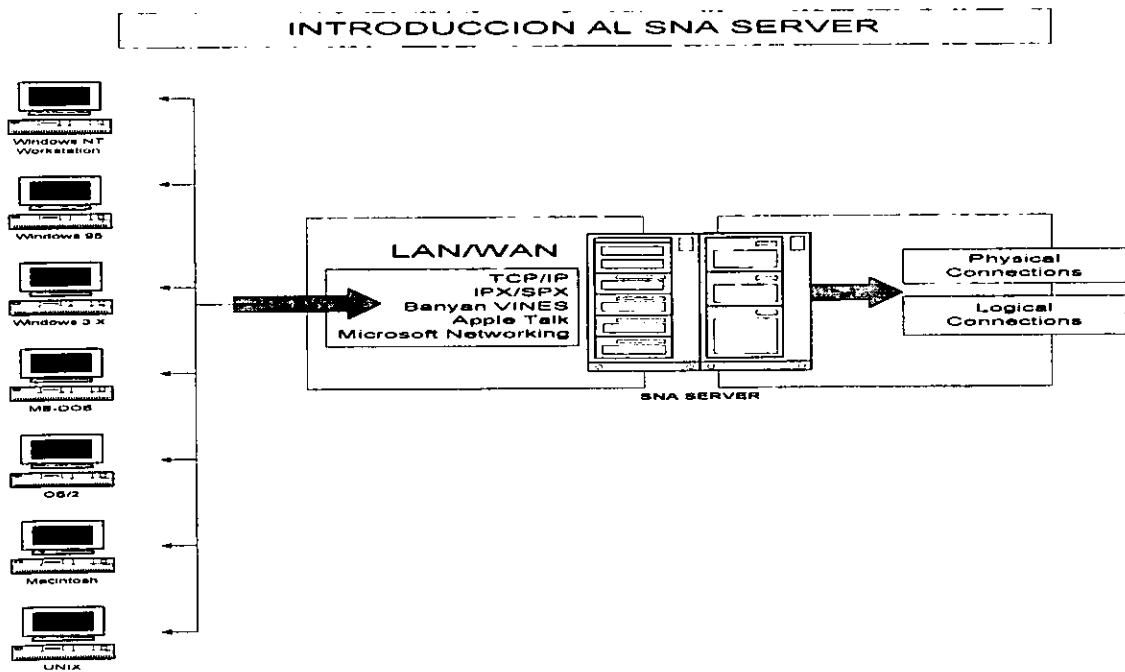 INTRODUCCION AL SNA SERVER
Windows NT
Workstation
Windows 95
Windows 3 X
MS-DOS
OS/2
Macintosh
UNIX
LAN/WAN
TCP/IP
IPX/SPX
Banyan VINES
Apple Talk
Microsoft Networking
SNA SERVER
Physical
Connections
Logical
Connections